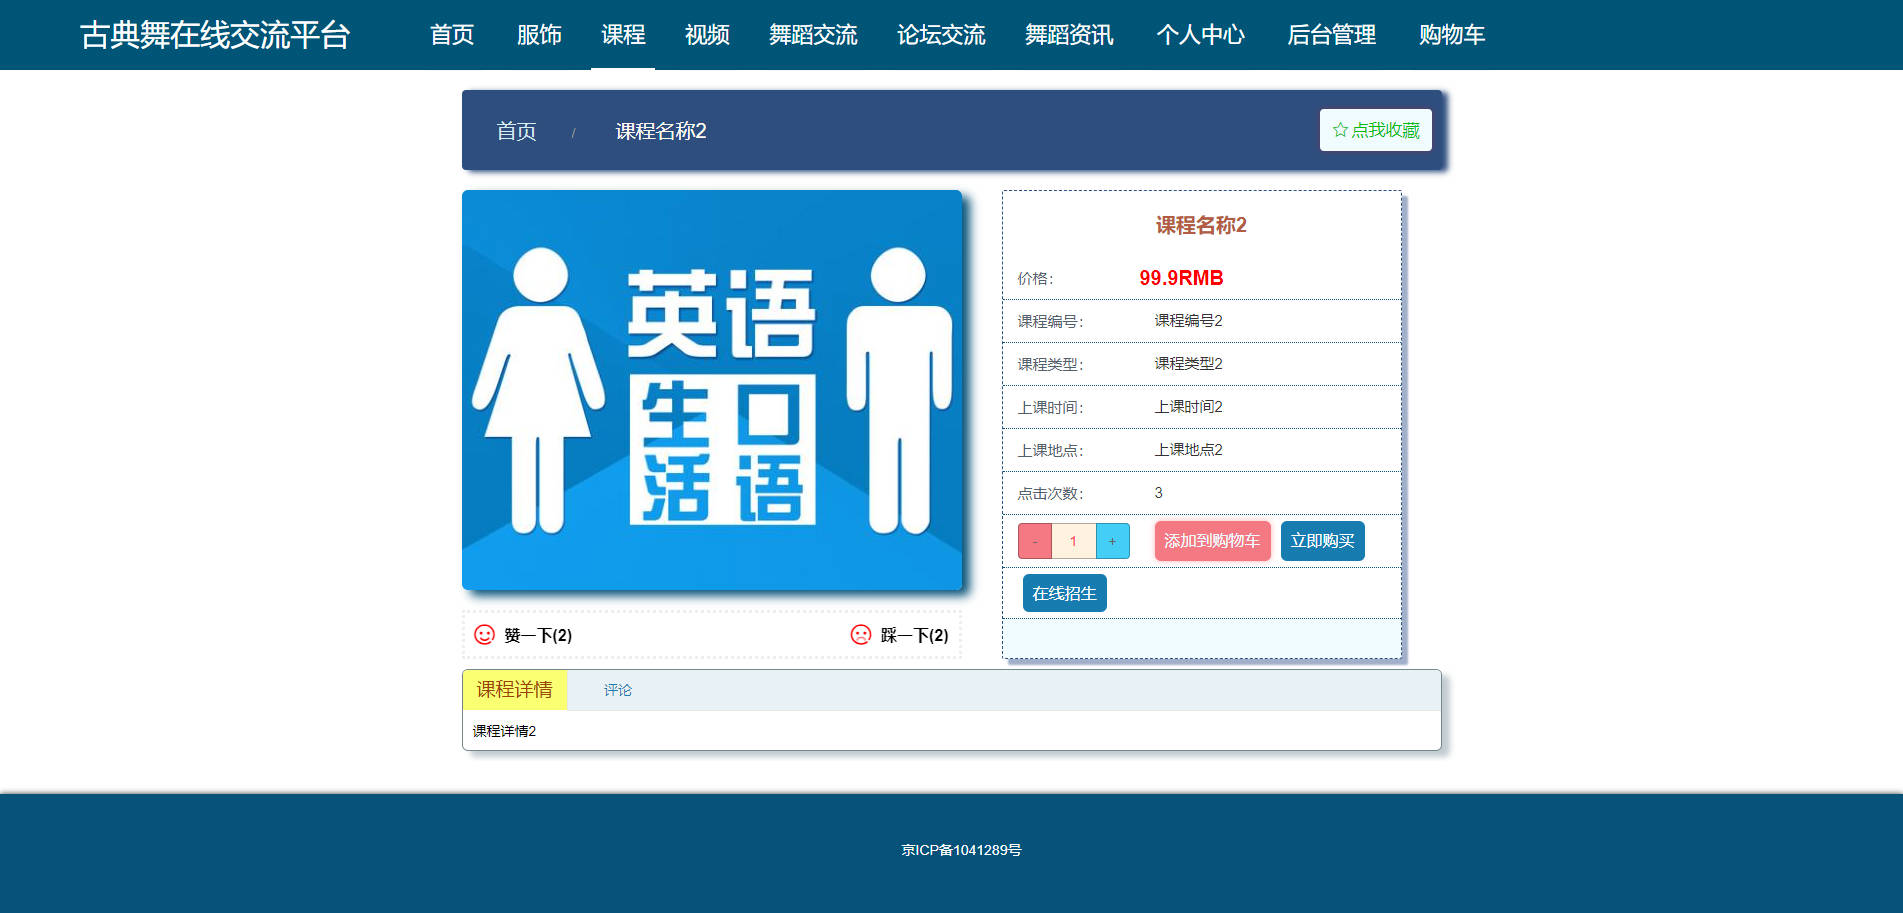 古典舞在线交流平台 首页 服饰 课程 视频 舞蹈交流 论坛交流 舞蹈资讯 个人中心 后台管理 购物车
首页 / 课程名称2 ☆点我收藏
英语
生口
活语
赞一下(2) 踩一下(2)
课程名称2
价格： 99.9RMB
课程编号： 课程编号2
课程类型： 课程类型2
上课时间： 上课时间2
上课地点： 上课地点2
点击次数： 3
- 1 + 添加到购物车 立即购买
在线招生
课程详情 评论
课程详情2
京ICP备1041289号